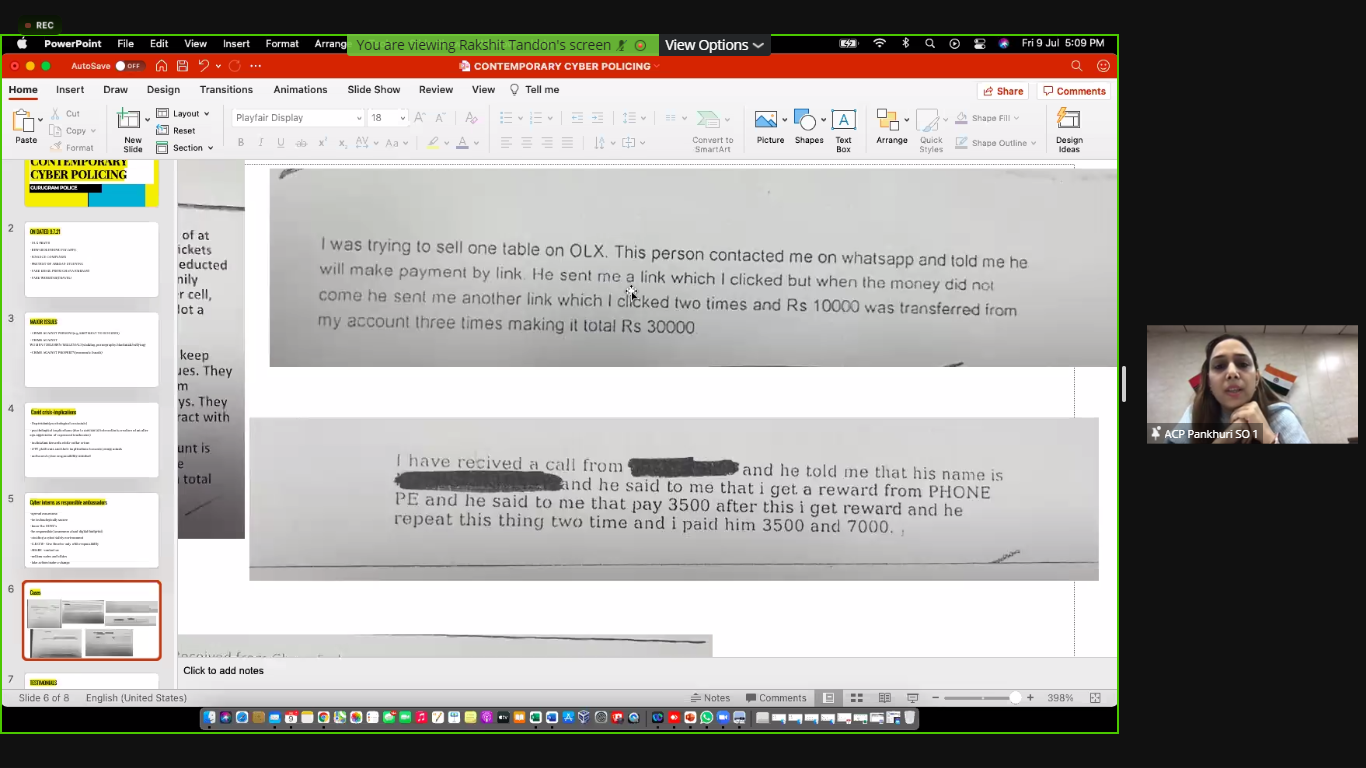 REC
PowerPoint File Edit View Insert Format Arrang
You are viewing Rakshit Tandon's screen View Options
Fri 9 Jul 5:09 PM
AutoSave OFF
CONTEMPORARY CYBER POLICING
Home Insert Draw Design Transitions Animations Slide Show Review View Tell me
Share Comments
Paste
Cut
Copy
Format
New Slide
Layout
Reset
Section
Playfair Display 18
Convert to SmartArt
Picture Shapes Text Box Arrange Quick Styles
Shape Fill
Shape Outline
Design Ideas
CONTEMPORARY
CYBER POLICING
GURUGRAM POLICE
2
3
MAJOR ISSUES
4
Covid crisis-implications
5
Cyber Interns as responsible ambassadors
6
Cases
7
TESTIMONIALS
of at
ickets
educted
nily
r cell,
lot a
keep
ues. They
m
ys. They
ract with
unt is
e
total
I was trying to sell one table on OLX. This person contacted me on whatsapp and told me he
will make payment by link. He sent me a link which I clicked but when the money did not
come he sent me another link which I clicked two times and Rs 10000 was transferred from
my account three times making it total Rs 30000
I have recived a call from and he told me that his name is
and he said to me that i get a reward from PHONE
PE and he said to me that pay 3500 after this i get reward and he
repeat this thing two time and i paid him 3500 and 7000.
Click to add notes
Slide 6 of 8 English (United States) Notes Comments 398%
ACP Pankhuri SO 1